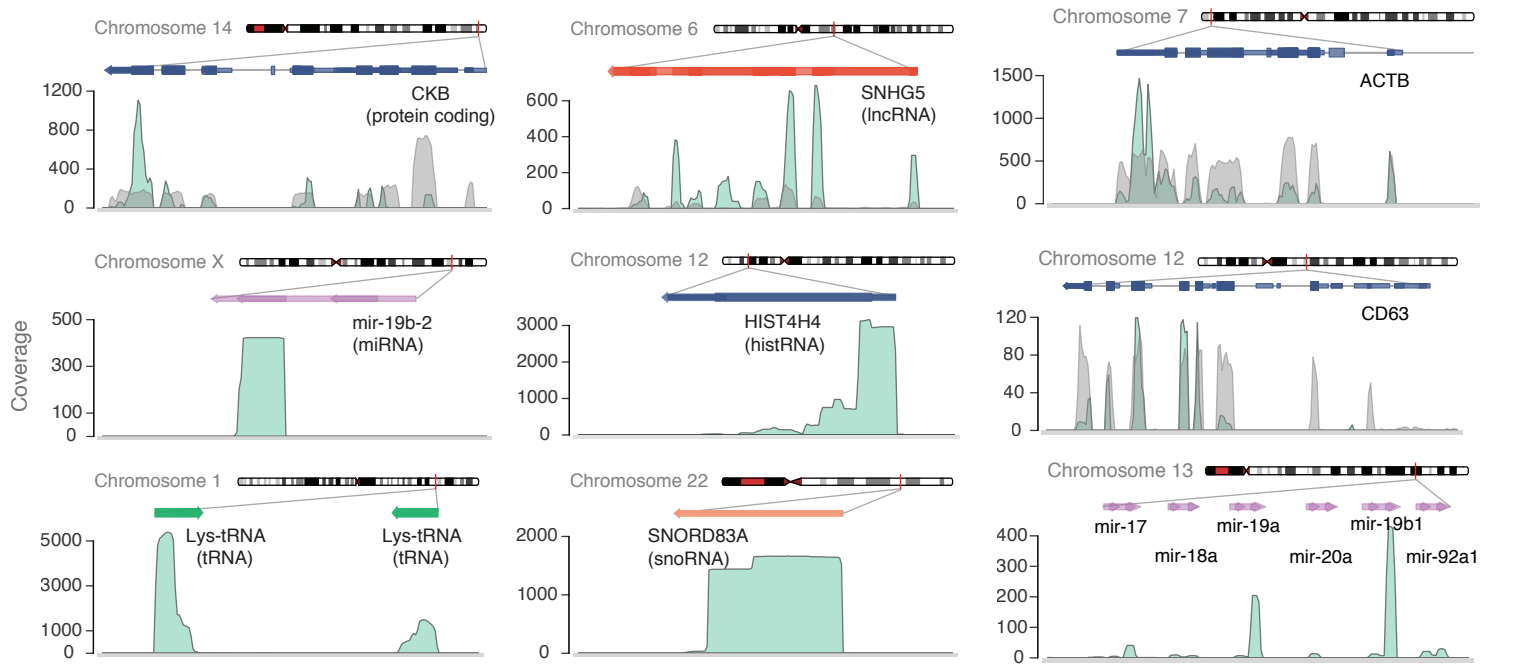 Chromosome 14
CKB
(protein coding)
1200
800
400
0
Chromosome 6
SNHG5
(lncRNA)
600
400
200
0
Chromosome 7
ACTB
1500
1000
500
0
Coverage
Chromosome X
mir-19b-2
(miRNA)
500
300
100
0
Chromosome 12
HIST4H4
(histRNA)
3000
2000
1000
0
Chromosome 12
CD63
120
80
40
0
Chromosome 1
Lys-tRNA
(tRNA)
Lys-tRNA
(tRNA)
5000
3000
1000
0
Chromosome 22
SNORD83A
(snoRNA)
2000
1000
0
Chromosome 13
mir-17
mir-19a
mir-19b1
mir-18a
mir-20a
mir-92a1
400
300
200
100
0